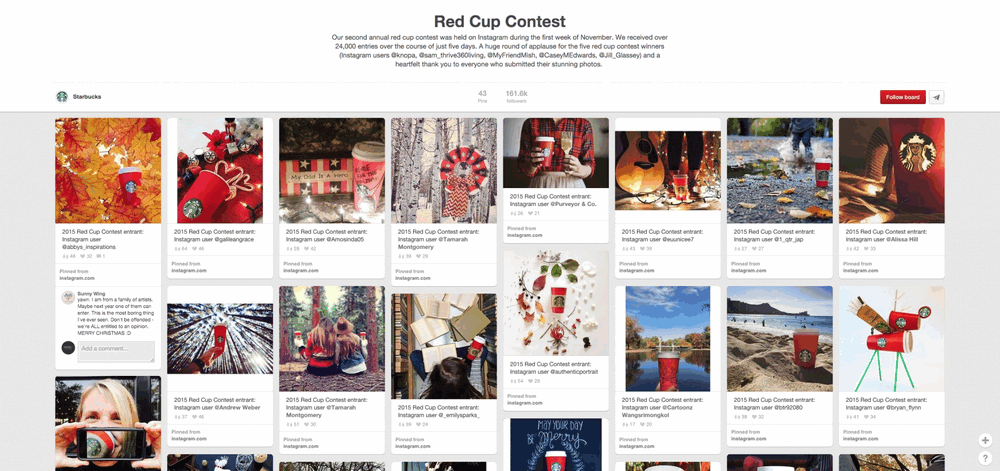 Red Cup Contest
Our second annual red cup contest was held on Instagram during the first week of November. We received over
24,000 entries over the course of just five days. A huge round of applause for the five red cup contest winners
(Instagram users @knopa, @sam_thrive360living, @MyFriendMish, @CaseyMEdwards, @Jill_Glassey) and a
heartfelt thank you to everyone who submitted their stunning photos.
Starbucks
43
Pins
161.6k
followers
Follow board
2015 Red Cup Contest entrant:
Instagram user
@abbys_inspirations
46 32 1
Pinned from
instagram.com
Sunny Wing
yawn. I am from a family of artists.
Maybe next year one of them can
enter. This is the most boring thing
I've ever seen. Don't be offended -
we're ALL entitled to an opinion.
MERRY CHRISTMAS :D
Add a comment...
2015 Red Cup Contest entrant:
Instagram user @galileangrace
54 46
Pinned from
instagram.com
2015 Red Cup Contest entrant:
Instagram user @Andrew Weber
37 46
Pinned from
instagram.com
My Dad Is A Hero
2015 Red Cup Contest entrant:
Instagram user @Amosinda05
28 42
Pinned from
instagram.com
2015 Red Cup Contest entrant:
Instagram user @Tamarah
Montgomery
51 32
Pinned from
instagram.com
2015 Red Cup Contest entrant:
Instagram user @Tamarah
Montgomery
39 29
Pinned from
instagram.com
2015 Red Cup Contest entrant:
Instagram user @_emilysparks_
39 24
Pinned from
instagram.com
2015 Red Cup Contest entrant:
Instagram user @Purveyor & Co.
26 21
Pinned from
instagram.com
2015 Red Cup Contest entrant:
Instagram user @authenticportrait
54 29
Pinned from
instagram.com
MAY YOUR
DAY BE
Merry
2015 Red Cup Contest entrant:
Instagram user @euunicee7
41 39
Pinned from
instagram.com
2015 Red Cup Contest entrant:
Instagram user @Cartoonz
Wangsrimongkol
17 20
Pinned from
instagram.com
2015 Red Cup Contest entrant:
Instagram user @1_qtr_jap
27
Pinned from
instagram.com
2015 Red Cup Contest entrant:
Instagram user @btr92080
38 32
Pinned from
instagram.com
2015 Red Cup Contest entrant:
Instagram user @Alissa Hill
42 33
Pinned from
instagram.com
2015 Red Cup Contest entrant:
Instagram user @bryan_flynn
41 34
Pinned from
instagram.com
+
?